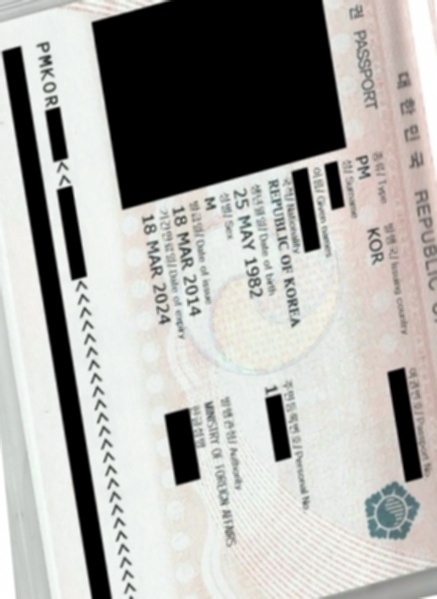 대한민국 REPUBLIC O
권 PASSPORT
종류/ Type
PM
발행국/ Issuing country
KOR
여권번호/ Passport No.
성/ Surname
이름/ Given names
국적/ Nationality
REPUBLIC OF KOREA
생년월일/ Date of birth
25 MAY 1982
주민등록번호/ Personal No.
1
성별/ Sex
M
발급일/ Date of issue
18 MAR 2014
발행관청/ Authority
MINISTRY OF FOREIGN AFFAIRS
기간만료일/ Date of expiry
18 MAR 2024
한글성명
PMKOR
<<
<<<<<<<<<<<<<<<<<<<<<<<<<